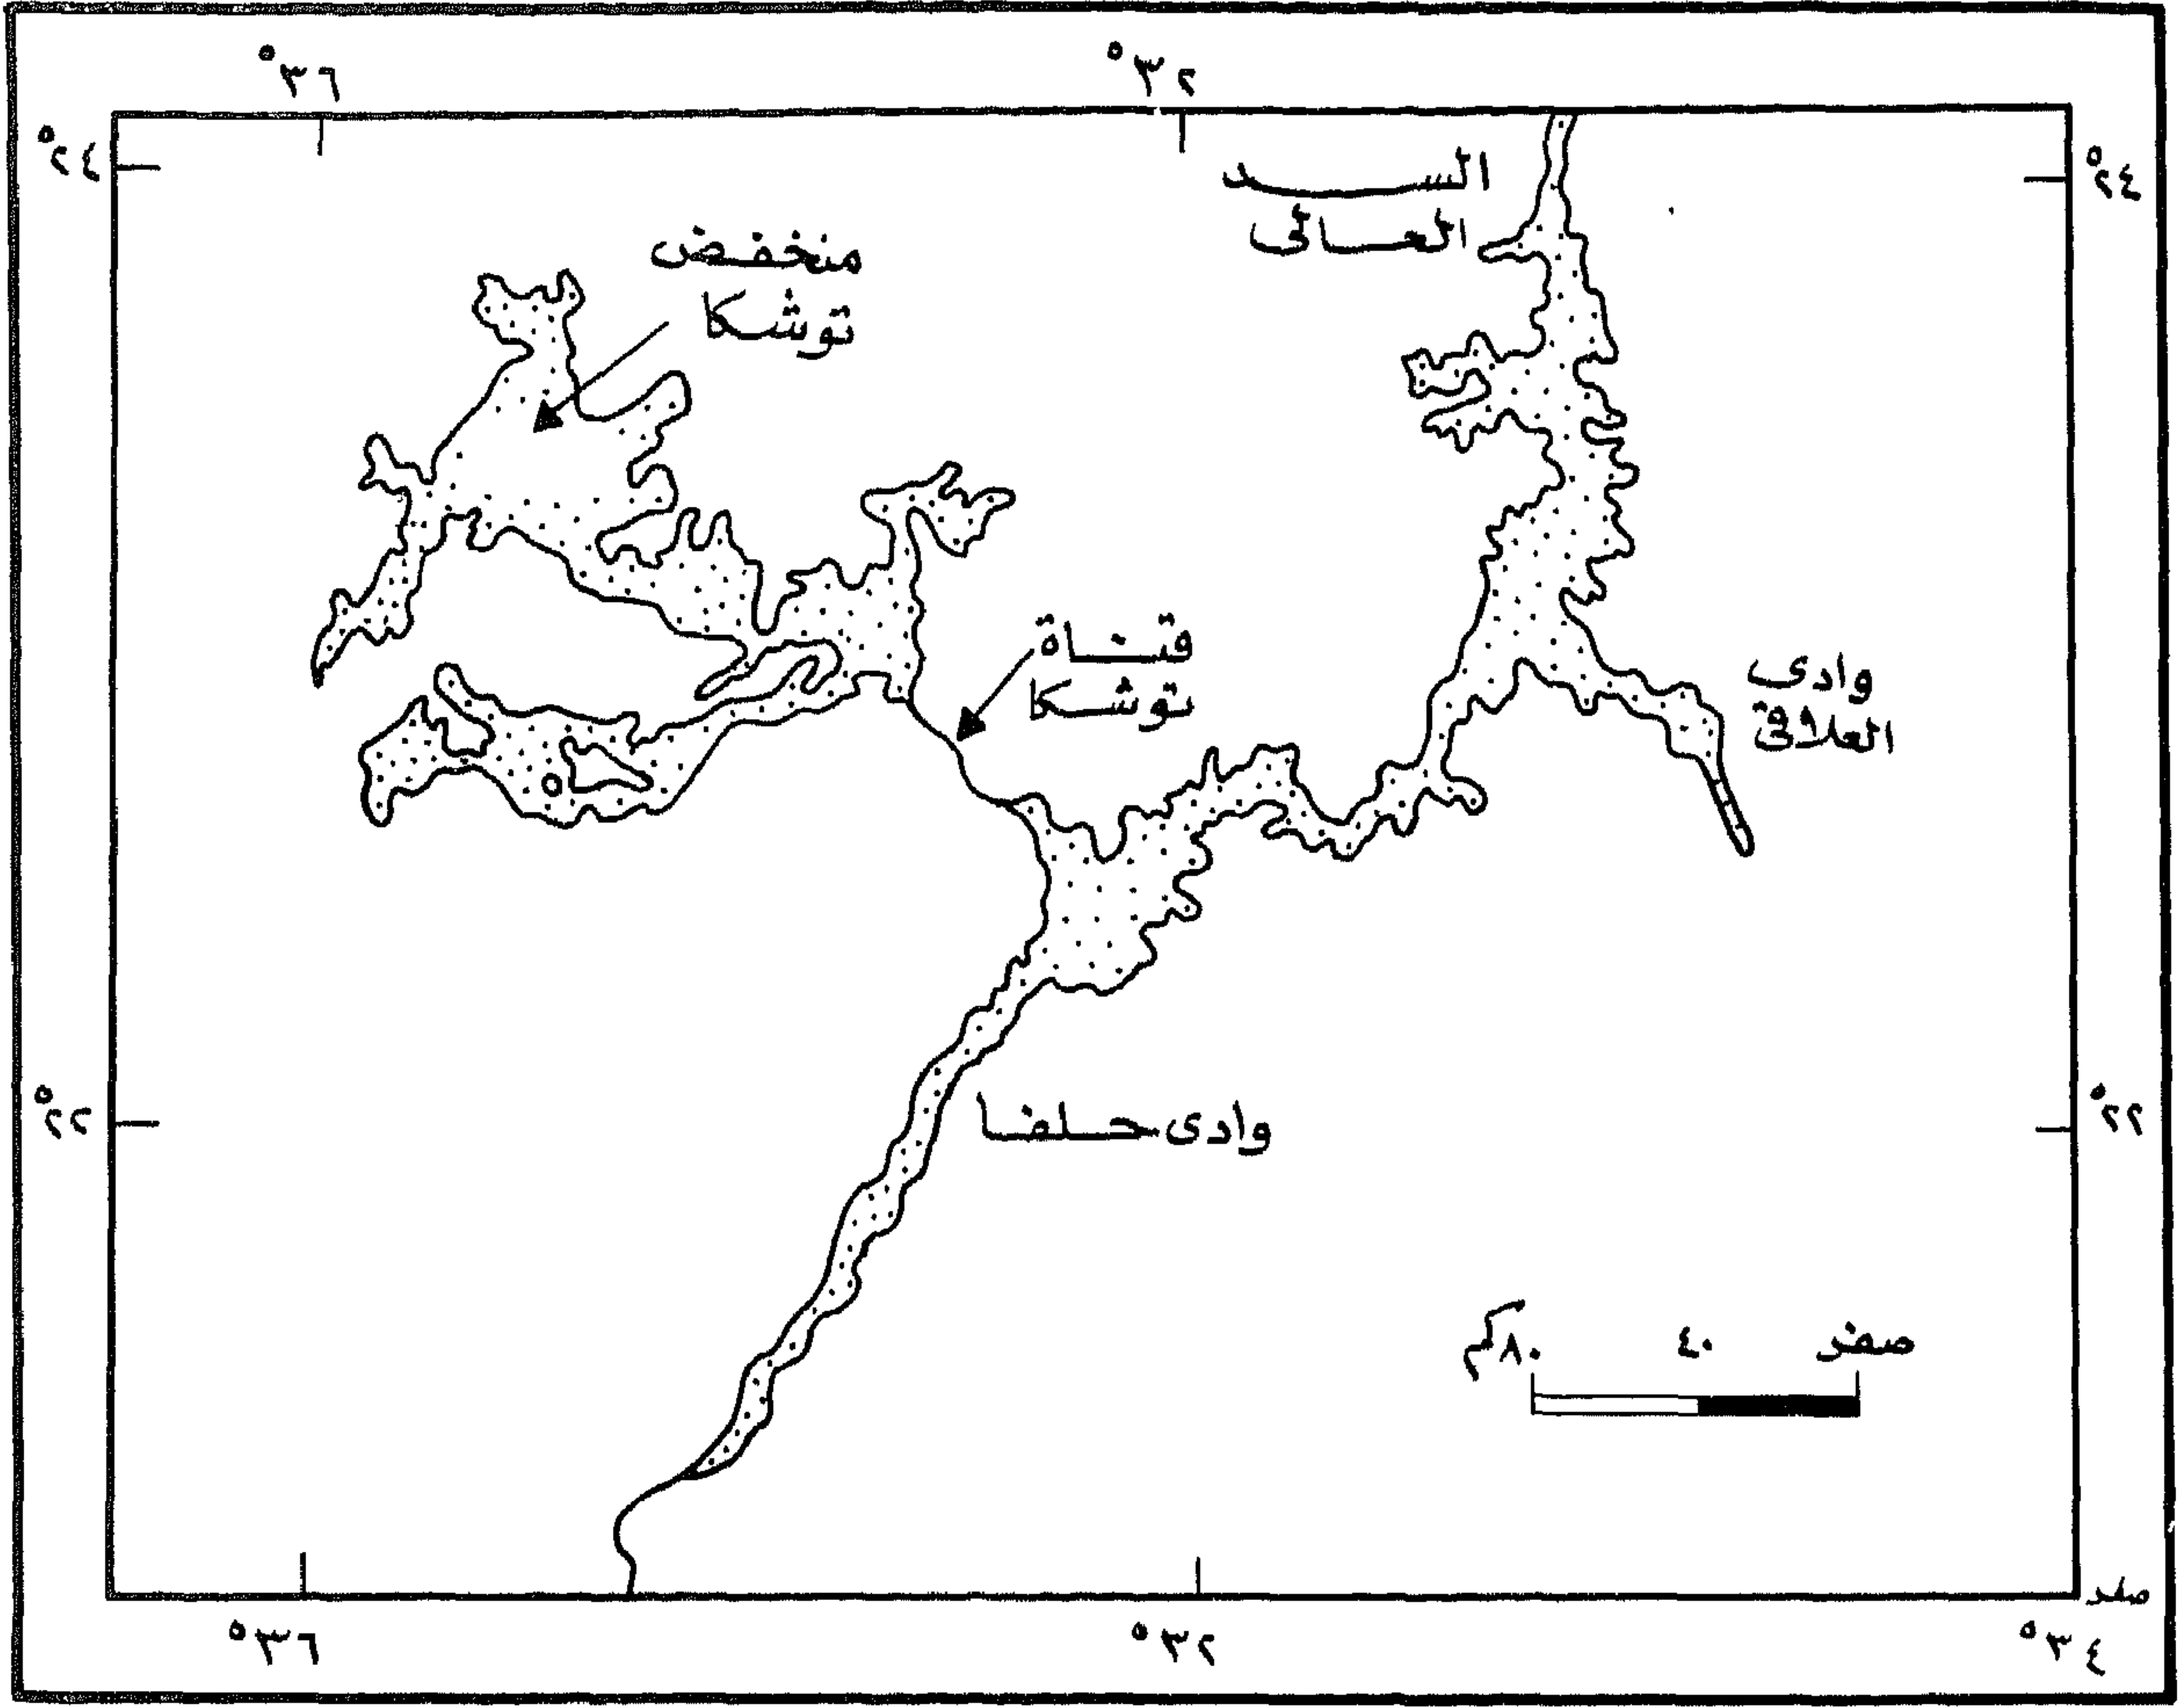 °٣٦
°٣٢
°٢٤
°٢٤
السد
العالى
منخفض
توشكا
قناة
توشكا
وادى
العلاقى
°٢٢
°٢٢
وادى حلفا
صفر ٤٠ ٨٠كم
صفر
°٣٦
°٣٢
°٣٤